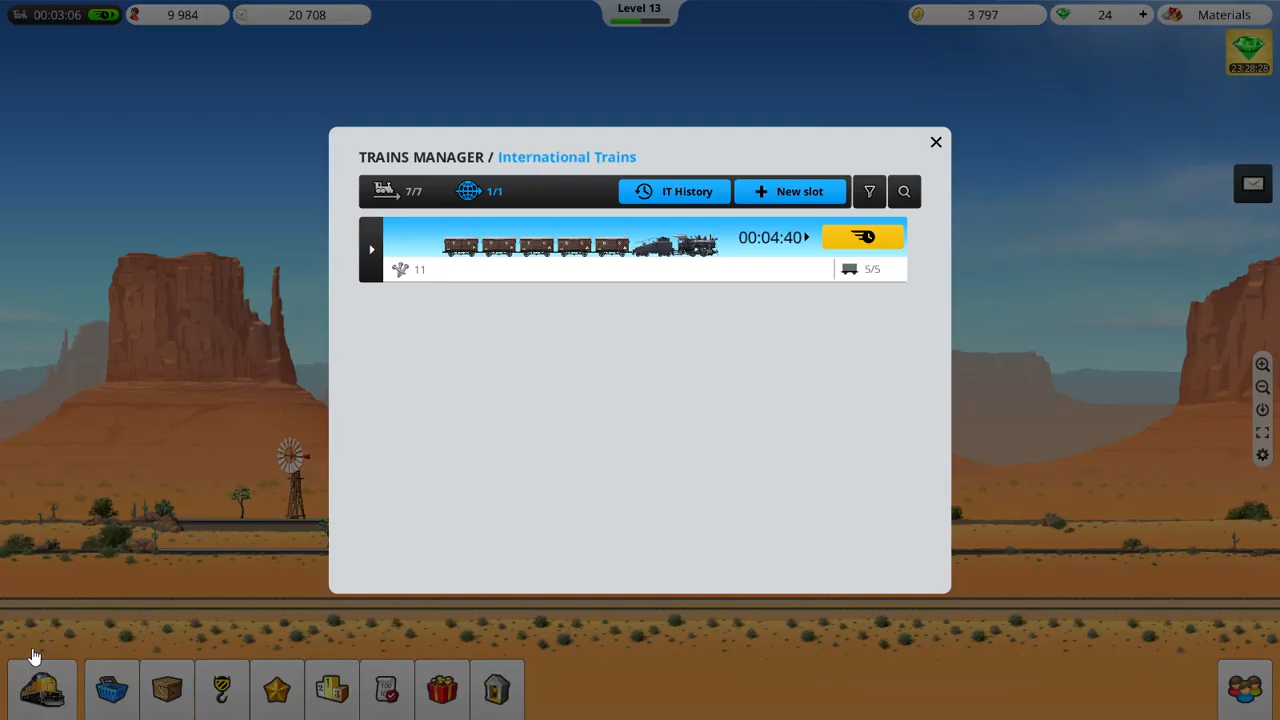 00:03:06
9 984
20 708
Level 13
3 797
24
+
Materials
23:28:28
TRAINS MANAGER / International Trains
7/7
1/1
IT History
+ New slot
00:04:40
11
5/5